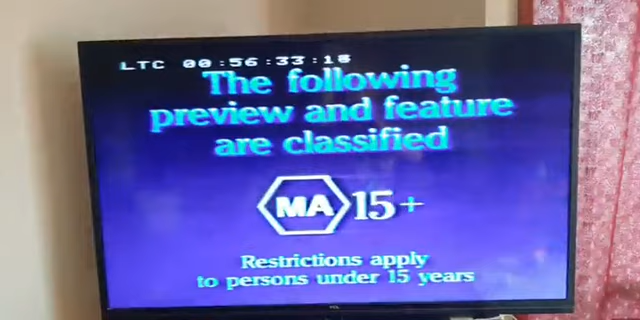 LTC 00:56:33:18
The following
preview and feature
are classified
MA 15+
Restrictions apply
to persons under 15 years
TCL